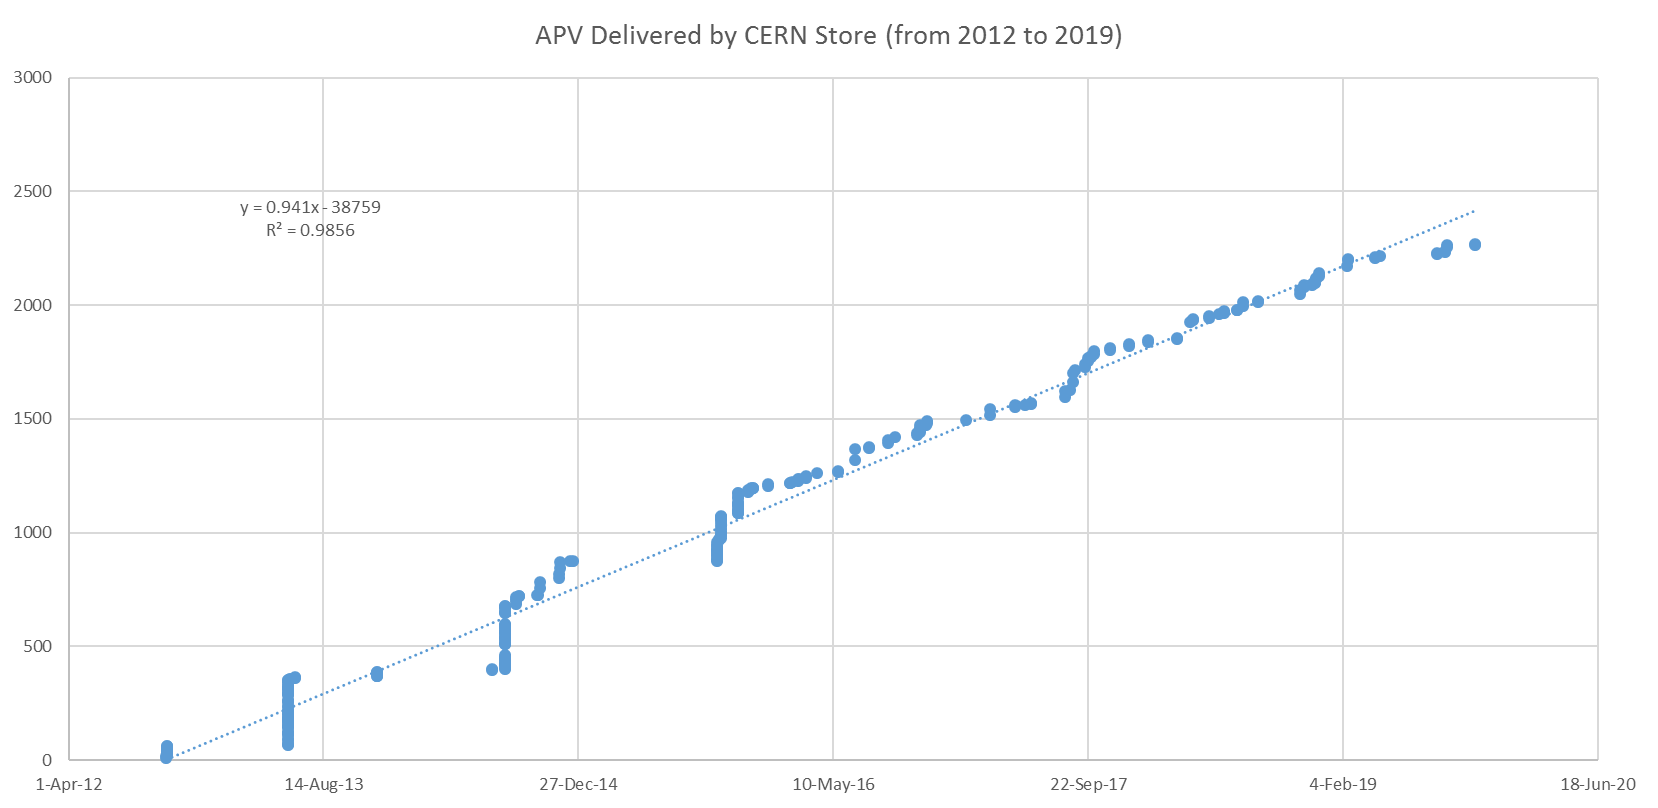 APV Delivered by CERN Store (from 2012 to 2019)
3000
2500
y = 0.941x - 38759
R² = 0.9856
2000
1500
1000
500
0
1-Apr-12 14-Aug-13 27-Dec-14 10-May-16 22-Sep-17 4-Feb-19 18-Jun-20